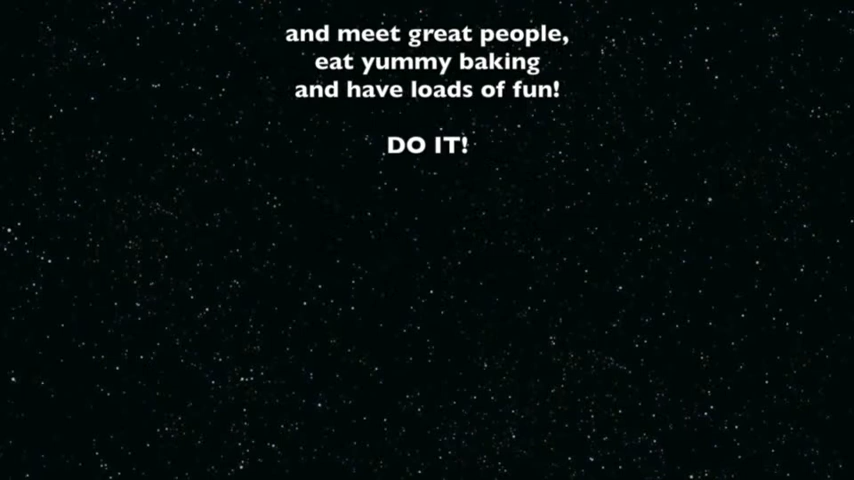 and meet great people,
eat yummy baking
and have loads of fun!
DO IT!